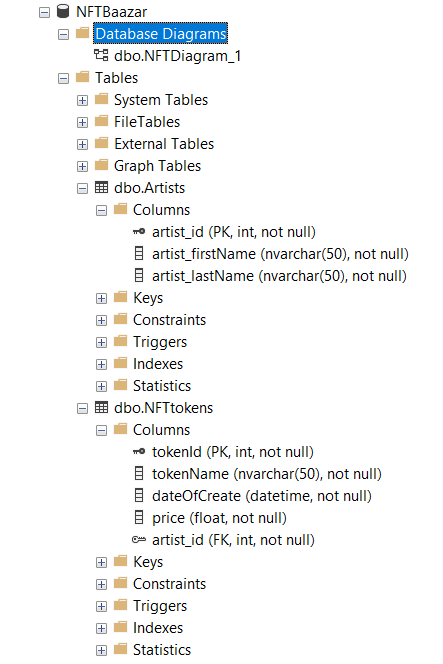 NFTBaazar
Database Diagrams
dbo.NFTDiagram_1
Tables
System Tables
FileTables
External Tables
Graph Tables
dbo.Artists
Columns
artist_id (PK, int, not null)
artist_firstName (nvarchar(50), not null)
artist_lastName (nvarchar(50), not null)
Keys
Constraints
Triggers
Indexes
Statistics
dbo.NFTtokens
Columns
tokenId (PK, int, not null)
tokenName (nvarchar(50), not null)
dateOfCreate (datetime, not null)
price (float, not null)
artist_id (FK, int, not null)
Keys
Constraints
Triggers
Indexes
Statistics